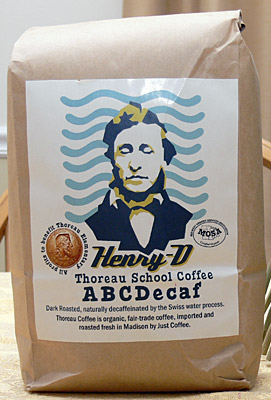 All profits to benefit Thoreau Elementary
MOSA
Henry D
Thoreau School Coffee
ABCDecaf
Dark Roasted, naturally decaffeinated by the Swiss water process.
Thoreau Coffee is organic, fair-trade coffee, imported and
roasted fresh in Madison by Just Coffee.